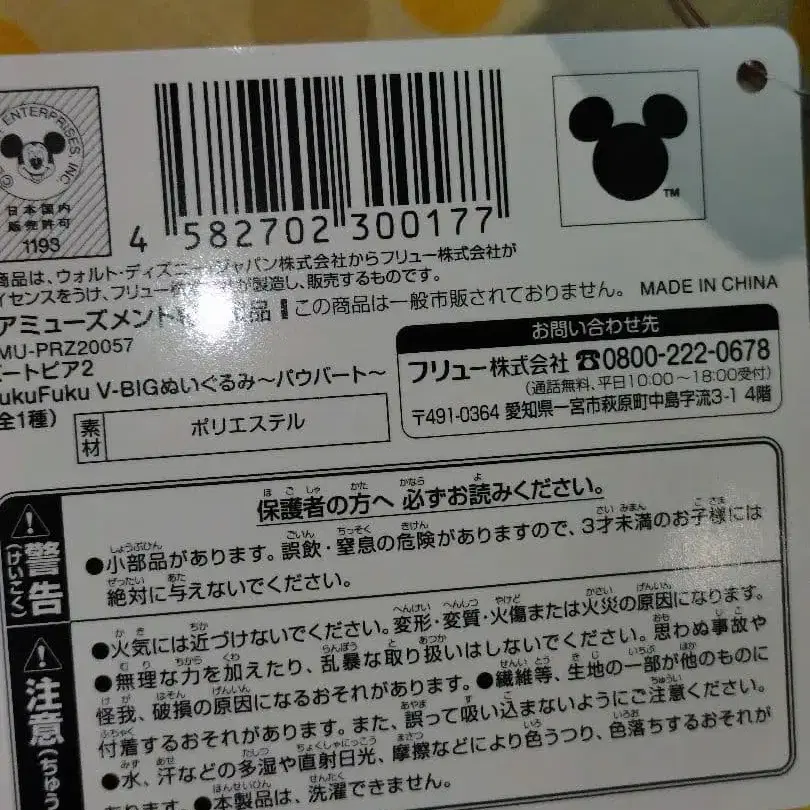 ENTERPRISES, INC.
日本国内
販売許可
1193
4 582702 300177
TM
商品は、ウォルト・ディズニー・ジャパン株式会社からフリュー株式会社が
イセンスをうけ、フリュー株 が製造し、販売するものです。
アミューズメント 品 この商品は一般市販されておりません。 MADE IN CHINA
MU-PRZ20057
ートピア2
ukuFuku V-BIGぬいぐるみ～パウバート～
全1種)
素材 ポリエステル
お問い合わせ先
フリュー株式会社 ☎0800-222-0678
(通話無料、平日10:00～18:00受付)
〒491-0364 愛知県一宮市萩原町中島字流3-1 4階
保護者の方へ 必ずお読みください。
警告(けいこく)
●小部品があります。誤飲・窒息の危険がありますので、3才未満のお子様には
絶対に与えないでください。
注意(ちゅう
●火気には近づけないでください。変形・変質・火傷または火災の原因になります。
●無理な力を加えたり、乱暴な取り扱いはしないでください。思わぬ事故や
怪我、破損の原因になるおそれがあります。●繊維等、生地の一部が他のものに
付着するおそれがあります。また、誤って吸い込まないようにご注意ください。
●水、汗などの多湿や直射日光、摩擦などにより色うつり、色落ちするおそれが
あります。●本製品は、洗濯できません。